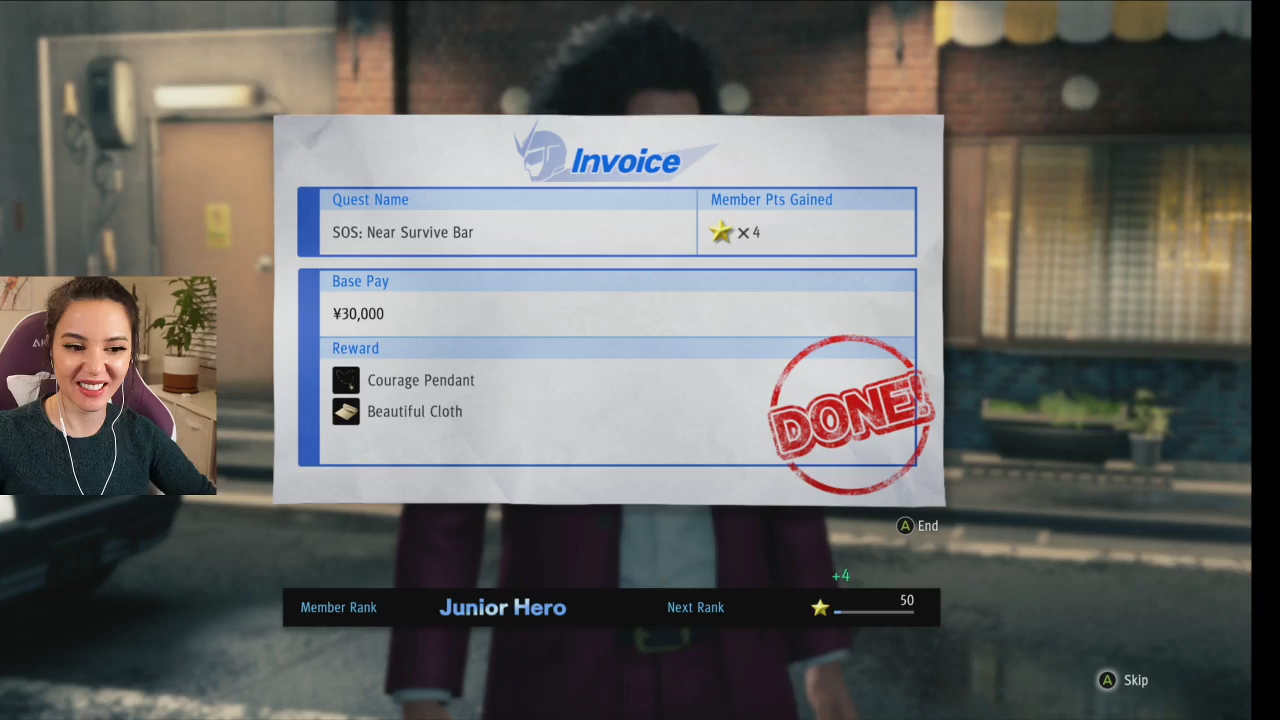 Invoice
Quest Name
Member Pts Gained
SOS: Near Survive Bar
×4
Base Pay
¥30,000
Reward
Courage Pendant
Beautiful Cloth
DONE!
A End
+4
Member Rank
Junior Hero
Next Rank
50
A Skip